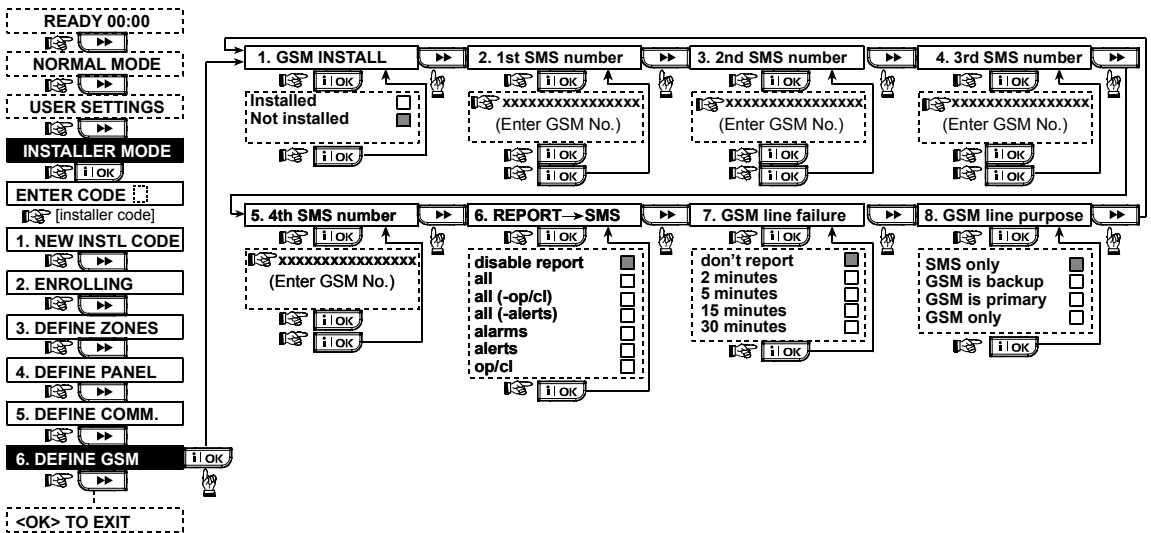 READY 00:00
NORMAL MODE
USER SETTINGS
INSTALLER MODE
i OK
ENTER CODE
[installer code]
1. NEW INSTL CODE
2. ENROLLING
3. DEFINE ZONES
4. DEFINE PANEL
5. DEFINE COMM.
6. DEFINE GSM
i OK
<OK> TO EXIT
1. GSM INSTALL
i OK
Installed
Not installed
i OK
2. 1st SMS number
i OK
xxxxxxxxxxxxxxxx
(Enter GSM No.)
i OK
i OK
3. 2nd SMS number
i OK
xxxxxxxxxxxxxxxx
(Enter GSM No.)
i OK
i OK
4. 3rd SMS number
i OK
xxxxxxxxxxxxxxxx
(Enter GSM No.)
i OK
i OK
5. 4th SMS number
i OK
xxxxxxxxxxxxxxxx
(Enter GSM No.)
i OK
i OK
6. REPORT→SMS
i OK
disable report
all
all (-op/cl)
all (-alerts)
alarms
alerts
op/cl
i OK
7. GSM line failure
i OK
don't report
2 minutes
5 minutes
15 minutes
30 minutes
i OK
8. GSM line purpose
i OK
SMS only
GSM is backup
GSM is primary
GSM only
i OK